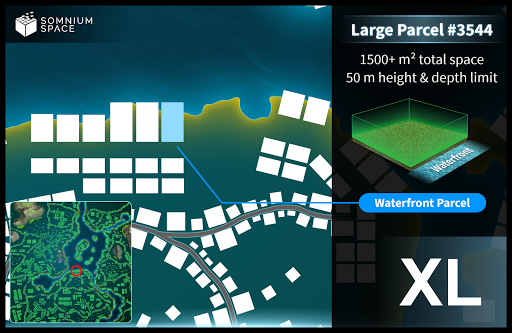 SOMNIUM
SPACE
Large Parcel #3544
1500+ m² total space
50 m height & depth limit
Waterfront
Waterfront Parcel
XL